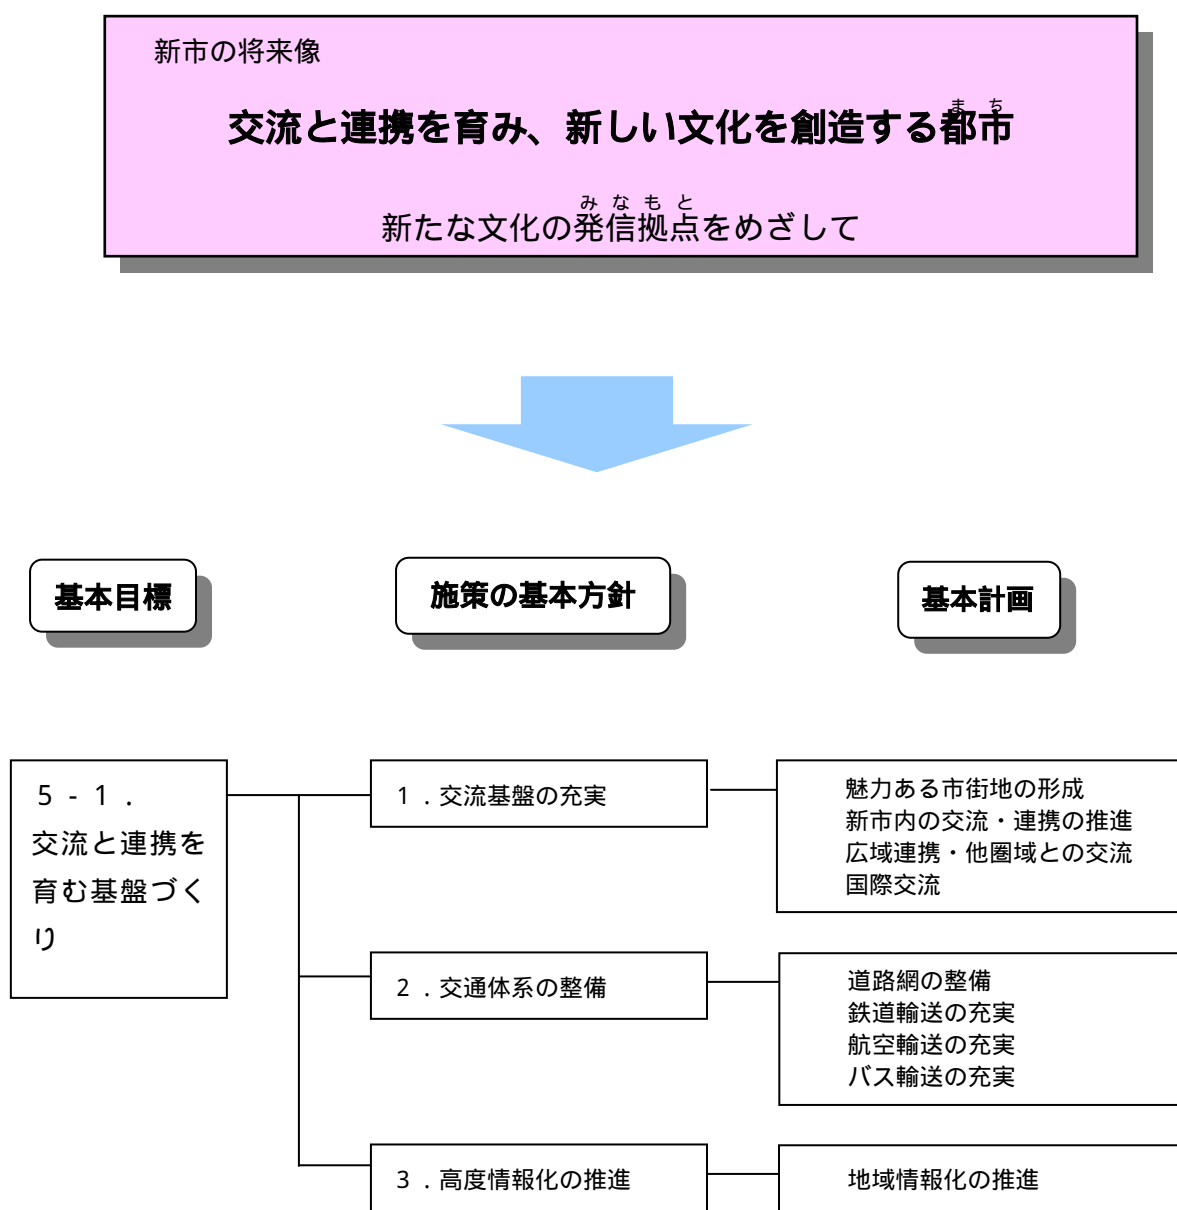 新市の将来像
ま ち
交流と連携を育み、新しい文化を創造する都市
み な も と
新たな文化の発信拠点をめざして
基本目標
施策の基本方針
基本計画
5 - 1 .
交流と連携を
育む基盤づく
り
1 . 交流基盤の充実
魅力ある市街地の形成
新市内の交流・連携の推進
広域連携・他圏域との交流
国際交流
2 . 交通体系の整備
道路網の整備
鉄道輸送の充実
航空輸送の充実
バス輸送の充実
3 . 高度情報化の推進
地域情報化の推進